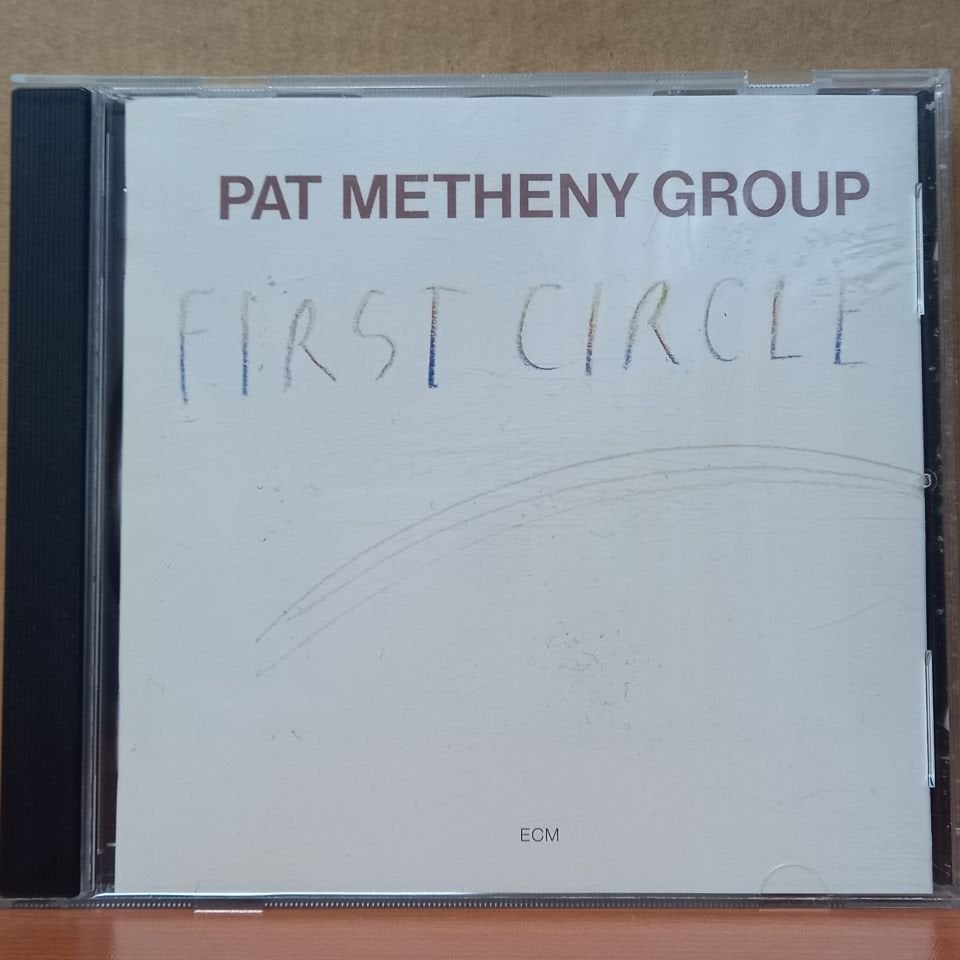 PAT METHENY GROUP
FIRST CIRCLE
ECM